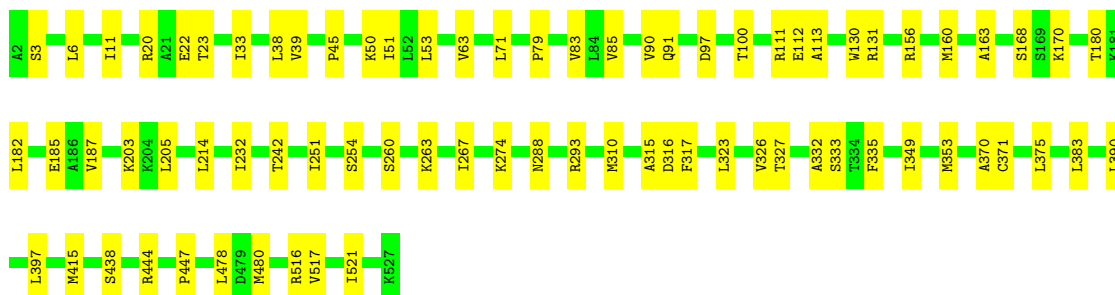 A2 S3 L6 I11 R20 A21 E22 T23 I33 L38 V39 P45 K50 I51 L52 L53 V63 L71 P79 V83 L84 V85 V90 Q91 D97 T100 R111 E112 A113 W130 R131 R156 M160 A163 S168 S169 K170 T180 K181
L182 E185 A186 V187 K203 K204 L205 L214 I232 T242 I251 S254 S260 K263 I267 K274 N288 R293 M310 A315 D316 F317 L323 V326 T327 A332 S333 T334 F335 I349 M353 A370 C371 L375 L383 L390
L397 M415 S438 R444 P447 L478 D479 M480 R516 V517 I521 K527